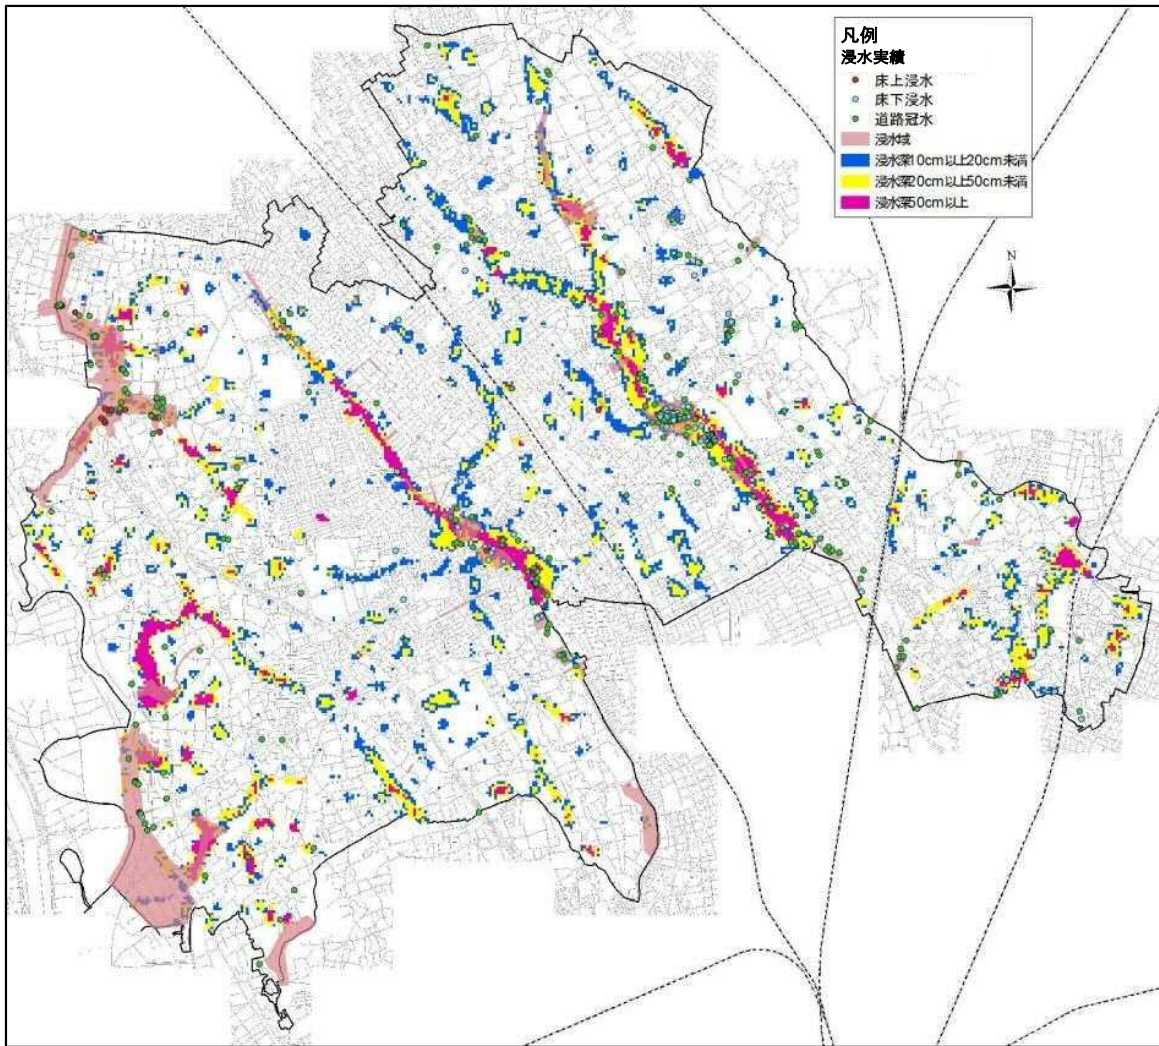 凡例
浸水実績
床上浸水
床下浸水
道路冠水
浸水域
浸水深10cm以上20cm未満
浸水深20cm以上50cm未満
浸水深50cm以上
N